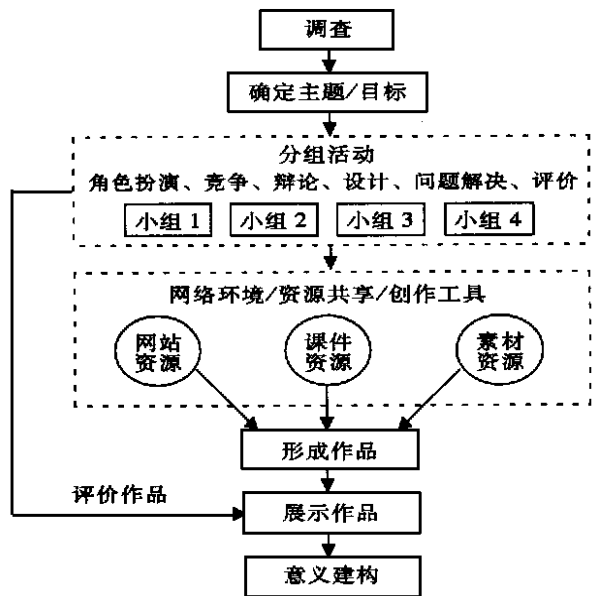 调查
确定主题/目标
分组活动
角色扮演、竞争、辩论、设计、问题解决、评价
小组 1 小组 2 小组 3 小组 4
网络环境/资源共享/创作工具
网站 课件 素材
资源 资源 资源
形成作品
评价作品
展示作品
意义建构